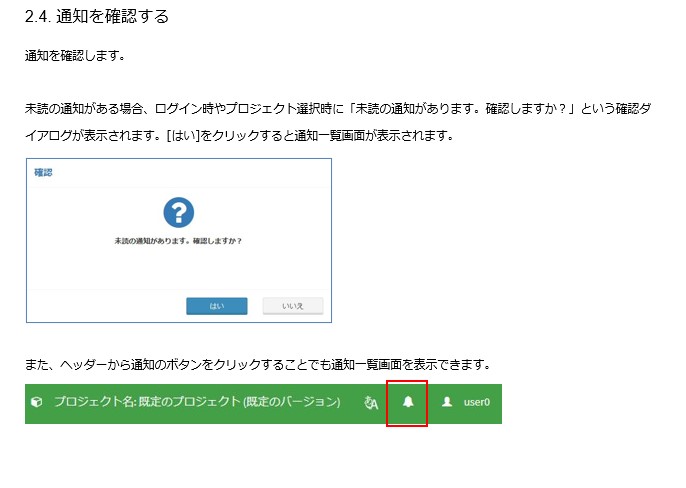 2.4. 通知を確認する
通知を確認します。
未読の通知がある場合、ログイン時やプロジェクト選択時に「未読の通知があります。確認しますか？」という確認ダ
イアログが表示されます。[はい]をクリックすると通知一覧画面が表示されます。
確認
未読の通知があります。確認しますか？
はい いいえ
また、ヘッダーから通知のボタンをクリックすることでも通知一覧画面を表示できます。
プロジェクト名: 既定のプロジェクト (既定のバージョン) user0